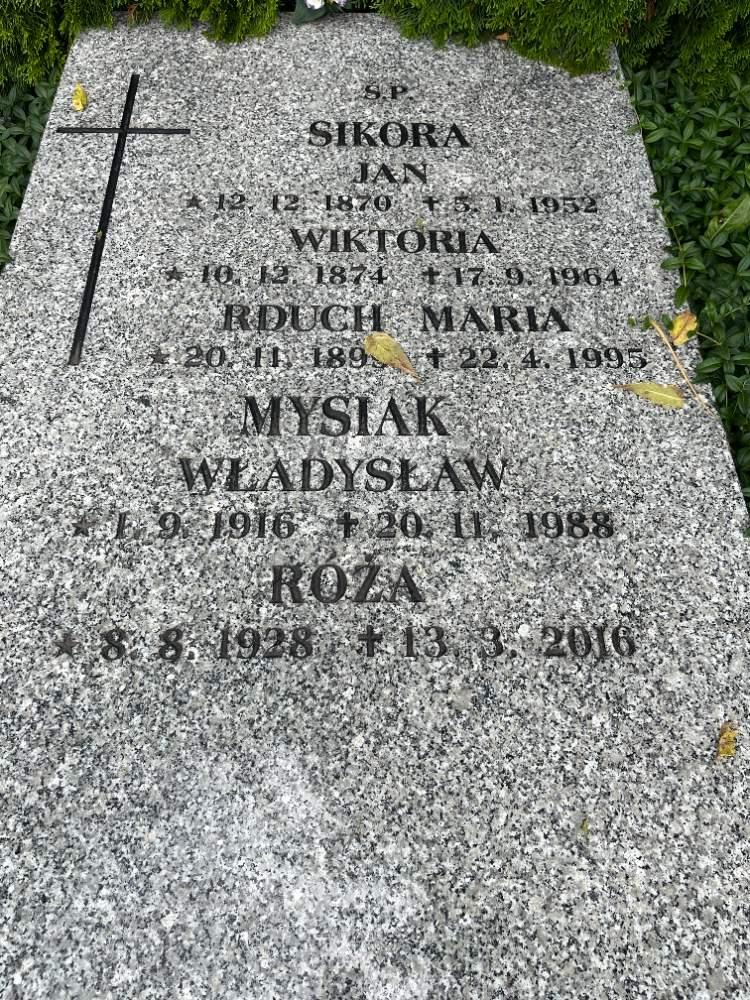 S.P.
SIKORA
JAN
★ 12. 12. 1870 ✝ 5. 1. 1952
WIKTORIA
★ 10. 12. 1874 ✝ 17. 9. 1964
RDUCH MARIA
★ 20. 11. ✝ 22. 4. 1995
MYSIAK
WŁADYSŁAW
★ 1. 9. 1916 ✝ 20. 11. 1988
RÓŻA
★ 8. 8. 1928 ✝ 13. 3. 2016